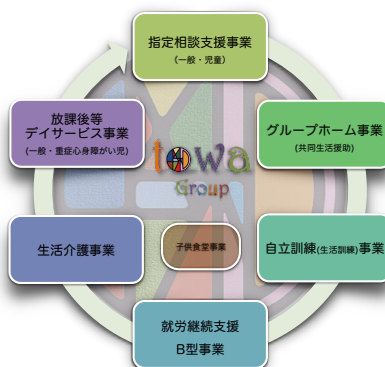 指定相談支援事業
(一般・児童)
放課後等
デイサービス事業
(一般・重症心身障がい児)
グループホーム事業
(共同生活援助)
towa
Group
生活介護事業
子供食堂事業
自立訓練(生活訓練)事業
就労継続支援
B型事業